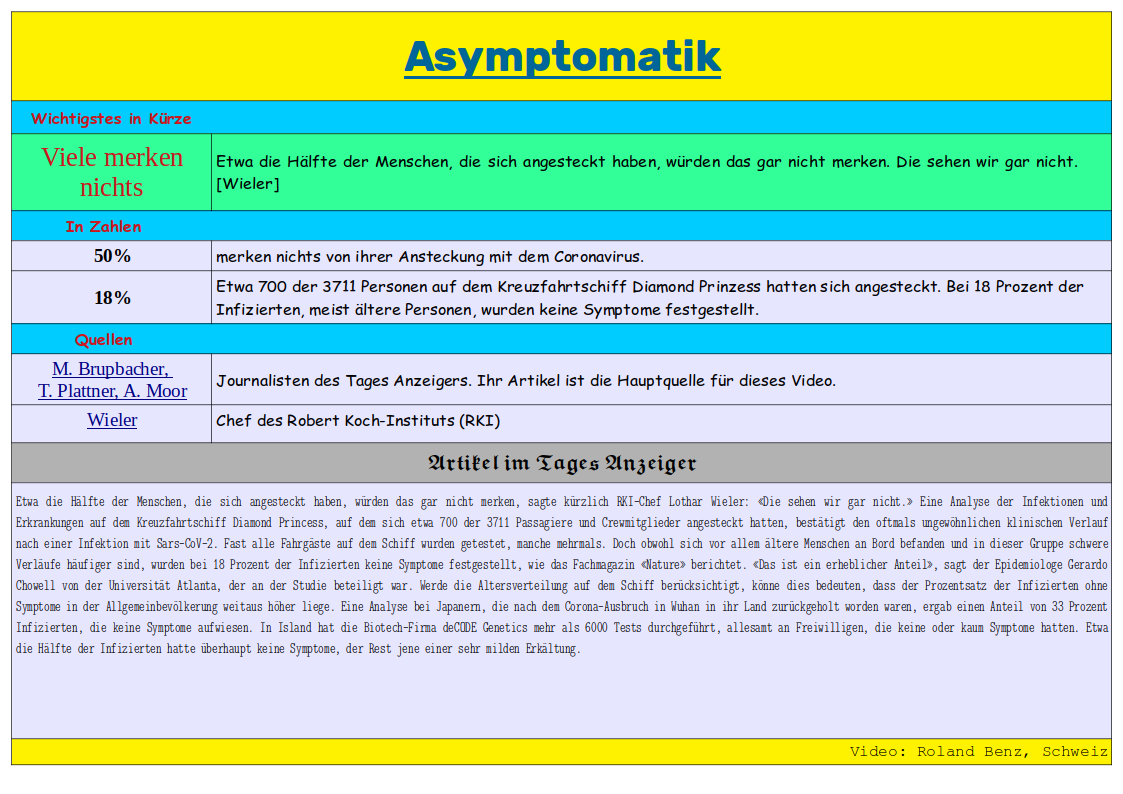 Asymptomatik
Wichtigstes in Kürze
Viele merken
nichts
Etwa die Hälfte der Menschen, die sich angesteckt haben, würden das gar nicht merken. Die sehen wir gar nicht.
[Wieler]
In Zahlen
50%
merken nichts von ihrer Ansteckung mit dem Coronavirus.
18%
Etwa 700 der 3711 Personen auf dem Kreuzfahrtschiff Diamond Prinzess hatten sich angesteckt. Bei 18 Prozent der
Infizierten, meist ältere Personen, wurden keine Symptome festgestellt.
Quellen
M. Brupbacher,
T. Plattner, A. Moor
Journalisten des Tages Anzeigers. Ihr Artikel ist die Hauptquelle für dieses Video.
Wieler
Chef des Robert Koch-Instituts (RKI)
Artikel im Tages Anzeiger
Etwa die Hälfte der Menschen, die sich angesteckt haben, würden das gar nicht merken, sagte kürzlich RKI-Chef Lothar Wieler: «Die sehen wir gar nicht.» Eine Analyse der Infektionen und
Erkrankungen auf dem Kreuzfahrtschiff Diamond Princess, auf dem sich etwa 700 der 3711 Passagiere und Crewmitglieder angesteckt hatten, bestätigt den oftmals ungewöhnlichen klinischen Verlauf
nach einer Infektion mit Sars-CoV-2. Fast alle Fahrgäste auf dem Schiff wurden getestet, manche mehrmals. Doch obwohl sich vor allem ältere Menschen an Bord befanden und in dieser Gruppe schwere
Verläufe häufiger sind, wurden bei 18 Prozent der Infizierten keine Symptome festgestellt, wie das Fachmagazin «Nature» berichtet. «Das ist ein erheblicher Anteil», sagt der Epidemiologe Gerardo
Chowell von der Universität Atlanta, der an der Studie beteiligt war. Werde die Altersverteilung auf dem Schiff berücksichtigt, könne dies bedeuten, dass der Prozentsatz der Infizierten ohne
Symptome in der Allgemeinbevölkerung weitaus höher liege. Eine Analyse bei Japanern, die nach dem Corona-Ausbruch in Wuhan in ihr Land zurückgeholt worden waren, ergab einen Anteil von 33 Prozent
Infizierten, die keine Symptome aufwiesen. In Island hat die Biotech-Firma deCODE Genetics mehr als 6000 Tests durchgeführt, allesamt an Freiwilligen, die keine oder kaum Symptome hatten. Etwa
die Hälfte der Infizierten hatte überhaupt keine Symptome, der Rest jene einer sehr milden Erkältung.
Video: Roland Benz, Schweiz